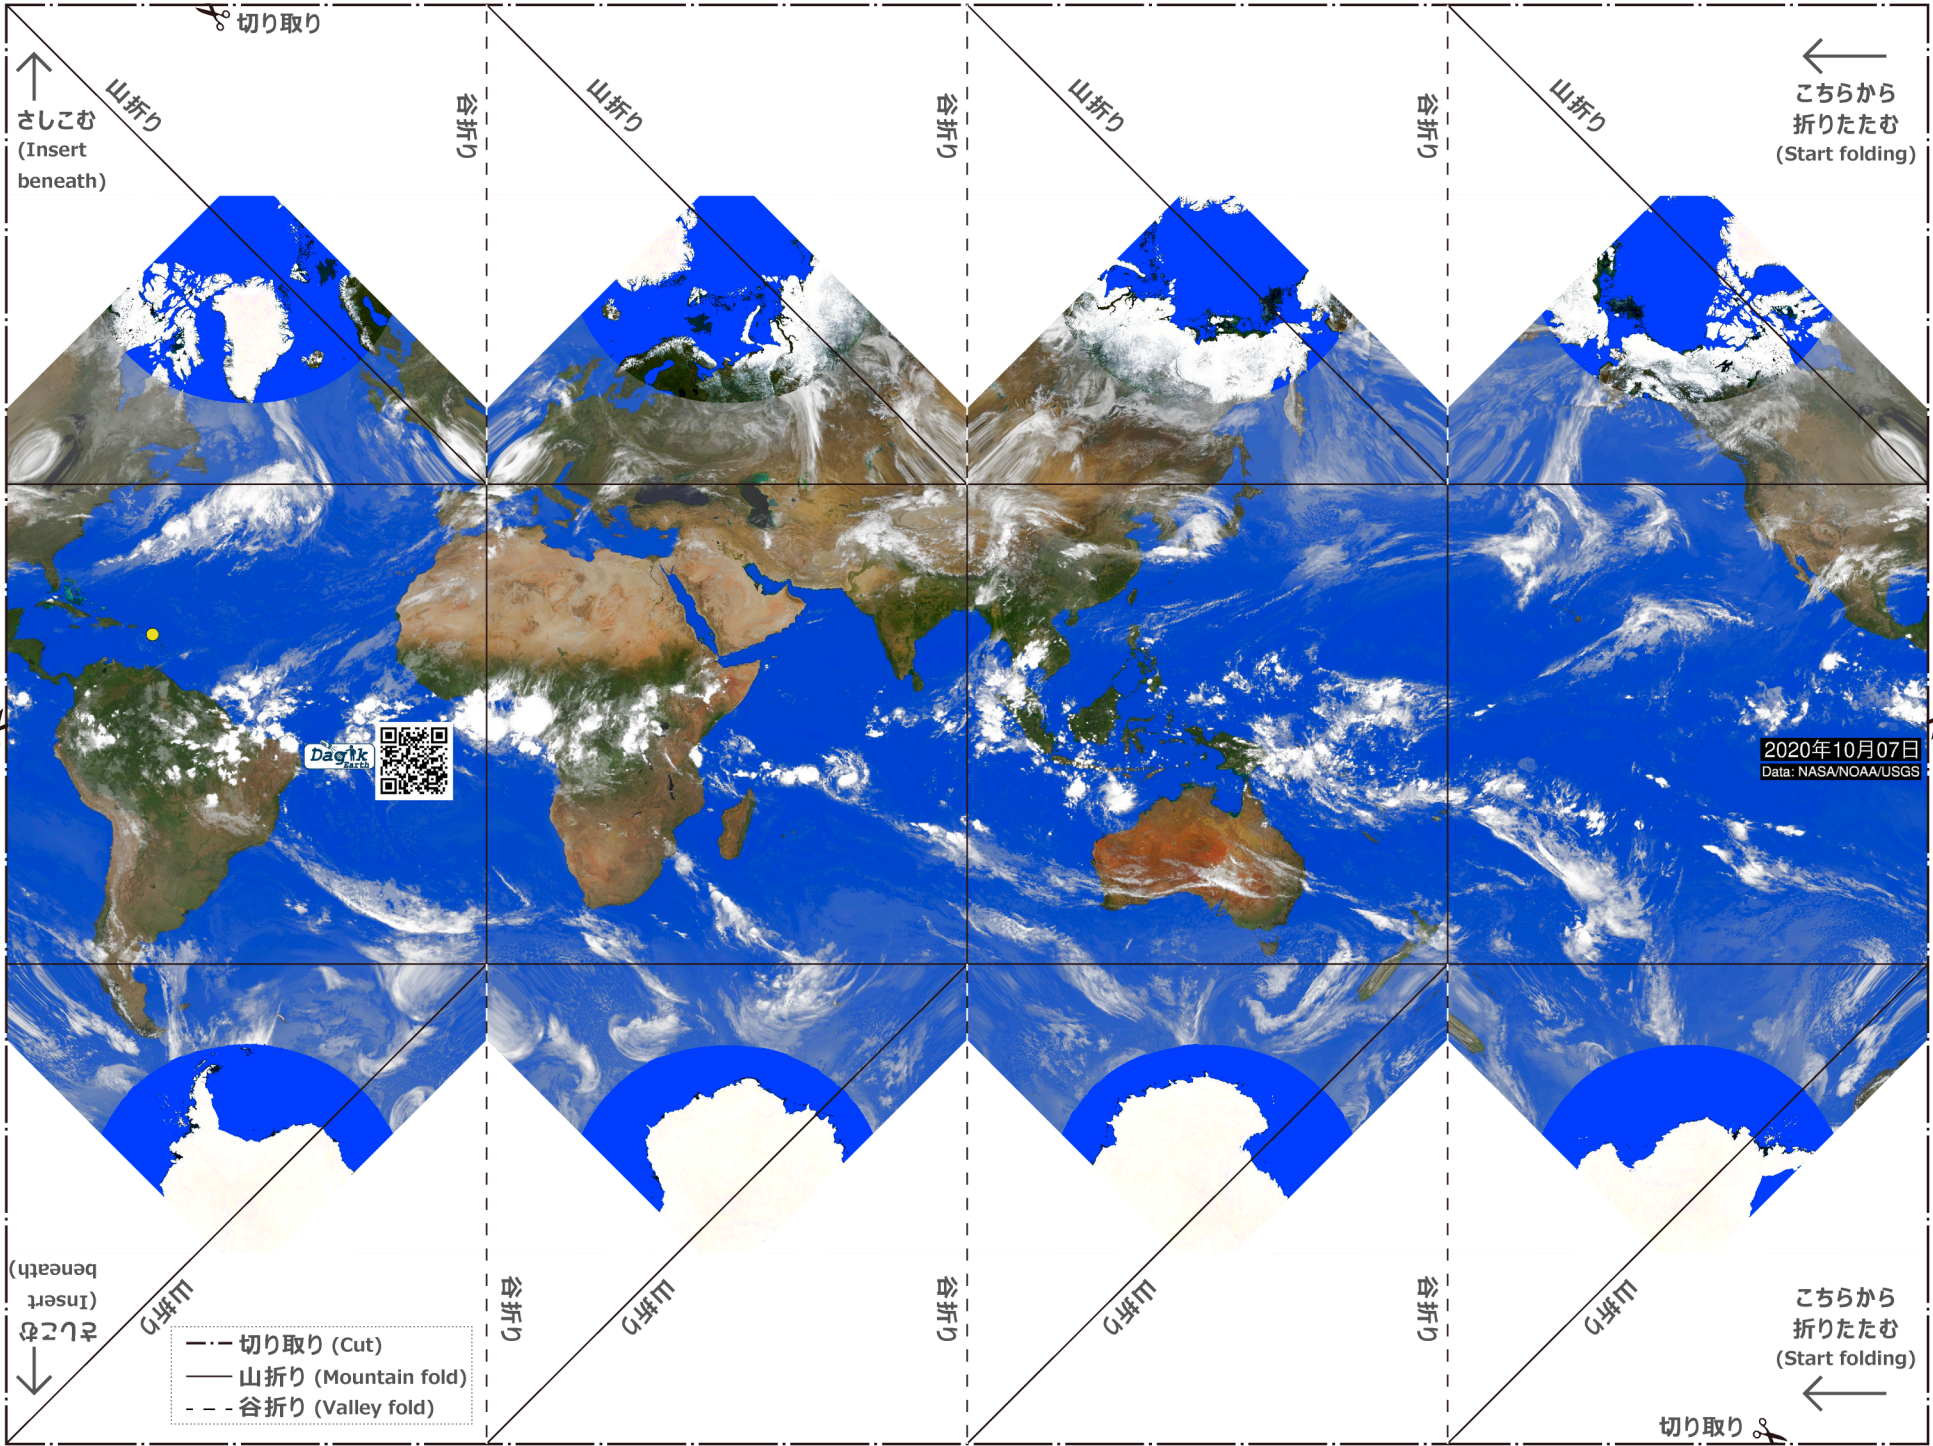 切り取り
山折り
谷折り
山折り
谷折り
山折り
谷折り
山折り
さしこむ
(Insert
beneath)
こちらから
折りたたむ
(Start folding)
Dagik
Earth
2020年10月07日
Data: NASA/NOAA/USGS
さしこむ
(Insert
beneath)
山折り
谷折り
山折り
谷折り
山折り
谷折り
山折り
こちらから
折りたたむ
(Start folding)
切り取り (Cut)
山折り (Mountain fold)
谷折り (Valley fold)
切り取り